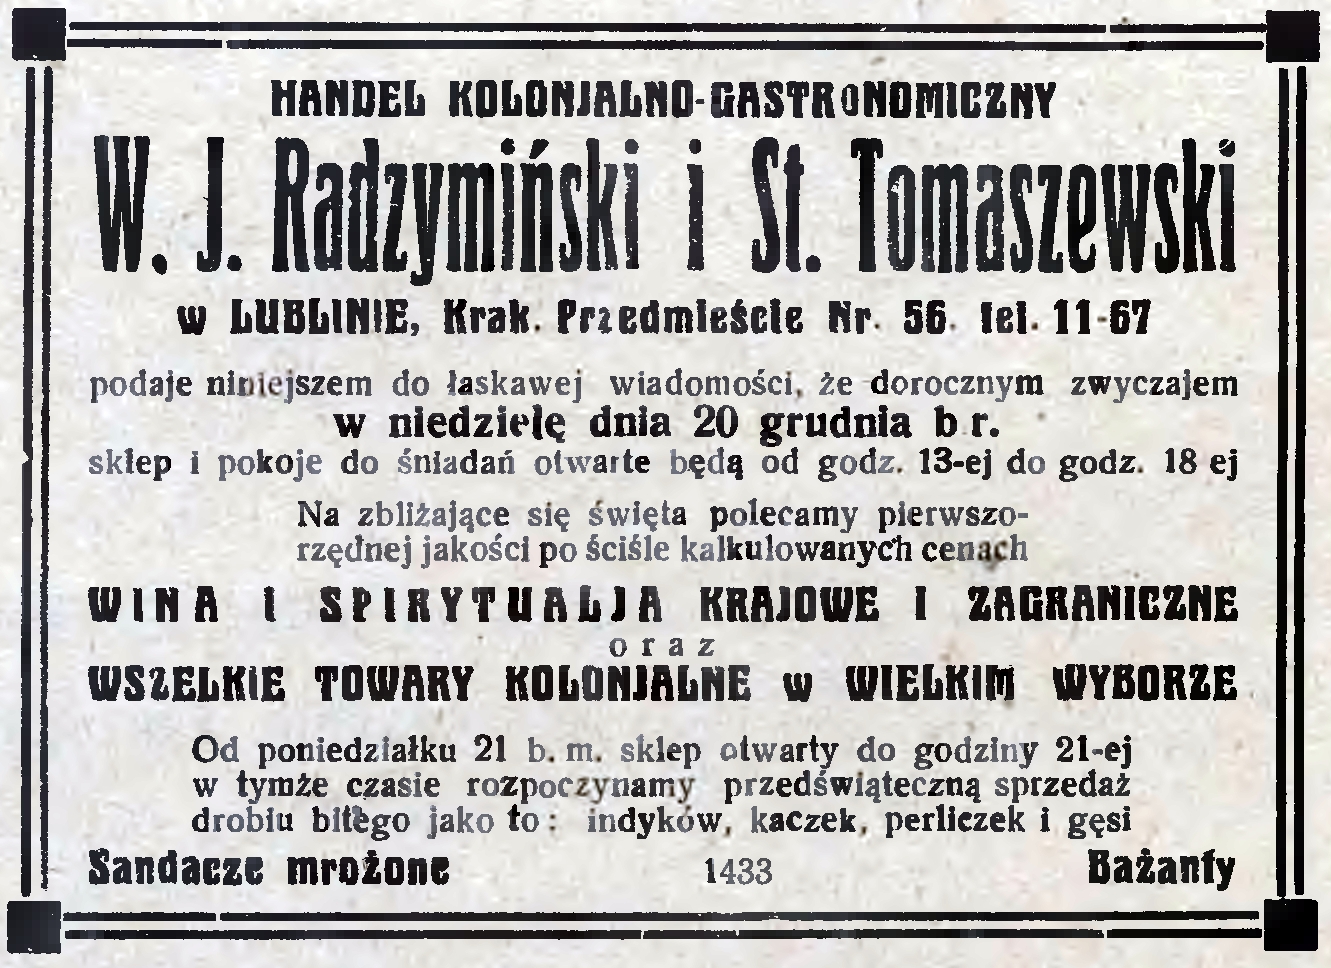 HANDEL KOLONJALNO-GASTRONOMICZNY
W. J. Radzymiński i St. Tomaszewski
w LUBLINIE, Krak. Przedmieście Nr. 56. tel. 11-67
podaje niniejszem do łaskawej wiadomości, że dorocznym zwyczajem
w niedzielę dnia 20 grudnia b r.
sklep i pokoje do śniadań otwarte będą od godz. 13-ej do godz. 18 ej
Na zbliżające się święta polecamy pierwszo-
rzędnej jakości po ściśle kalkulowanych cenach
WINA I SPIRYTUALJA KRAJOWE I ZAGRANICZNE
oraz
WSZELKIE TOWARY KOLONJALNE w WIELKIM WYBORZE
Od poniedziałku 21 b. m. sklep otwarty do godziny 21-ej
w tymże czasie rozpoczynamy przedświąteczną sprzedaż
drobiu bitego jako to: indyków, kaczek, perliczek i gęsi
Sandacze mrożone 1433 Bażanty